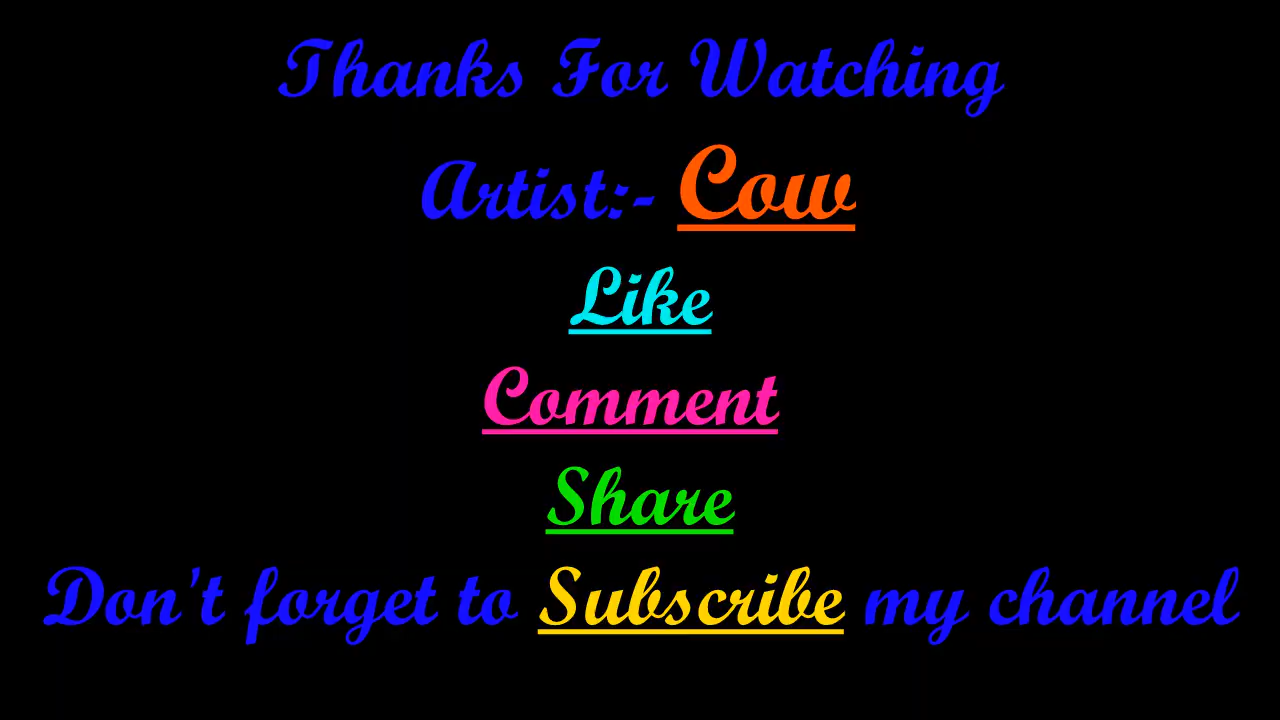 Thanks For Watching
Artist:- Cow
Like
Comment
Share
Don't forget to Subscribe my channel